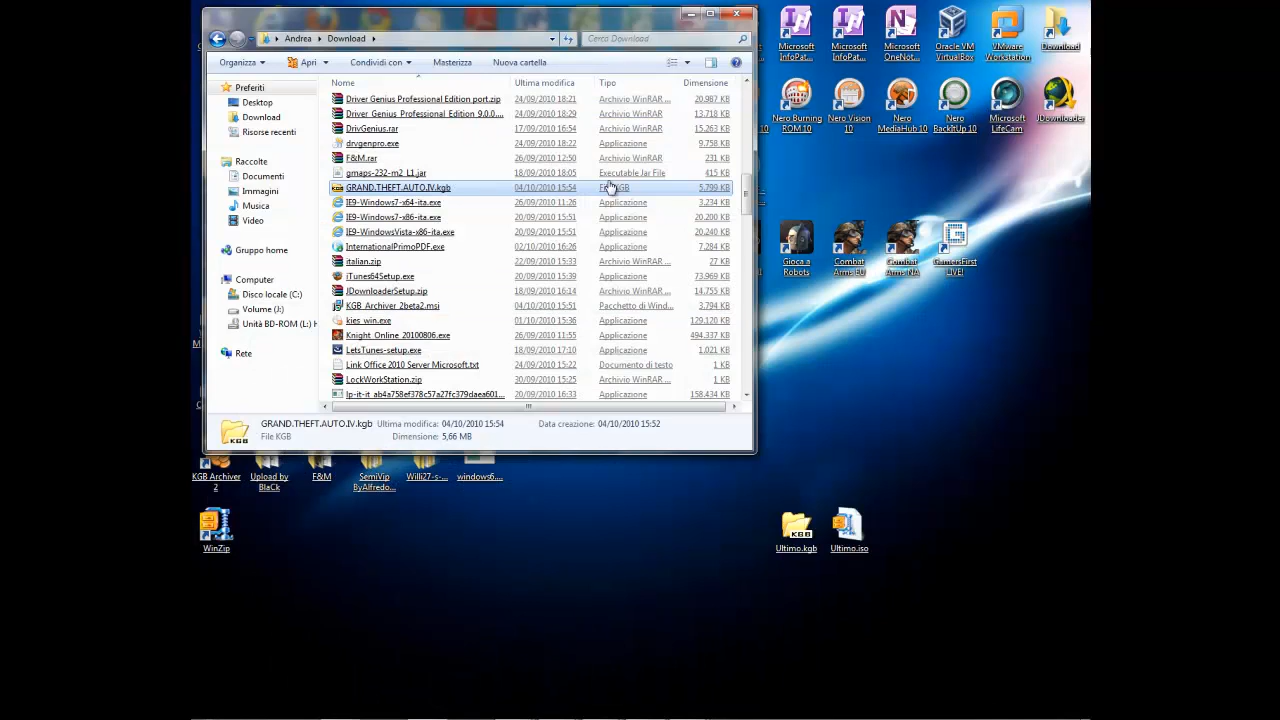 Andrea ▸ Download ▸
Cerca Download
Organizza ▾ Apri ▾ Condividi con ▾ Masterizza Nuova cartella
Preferiti
Desktop
Download
Risorse recenti
Raccolte
Documenti
Immagini
Musica
Video
Gruppo home
Computer
Disco locale (C:)
Volume (J:)
Unità BD-ROM (L:)
Rete
Nome Ultima modifica Tipo Dimensione
Driver Genius Professional Edition port.zip 24/09/2010 18:21 Archivio WinRAR ... 20.987 KB
Driver Genius Professional Edition 9.0.0.... 24/09/2010 18:29 Archivio WinRAR 13.718 KB
DrivGenius.rar 17/09/2010 16:54 Archivio WinRAR 15.263 KB
drvgenpro.exe 24/09/2010 18:22 Applicazione 9.758 KB
F&M.rar 26/09/2010 12:50 Archivio WinRAR 231 KB
gmaps-232-m2_L1.jar 18/09/2010 18:05 Executable Jar File 415 KB
GRAND.THEFT.AUTO.IV.kgb 04/10/2010 15:54 File KGB 5.799 KB
IE9-Windows7-x64-ita.exe 26/09/2010 11:26 Applicazione 3.234 KB
IE9-Windows7-x86-ita.exe 20/09/2010 15:51 Applicazione 20.200 KB
IE9-WindowsVista-x86-ita.exe 20/09/2010 15:51 Applicazione 20.240 KB
InternationalPrimoPDF.exe 02/10/2010 16:26 Applicazione 7.284 KB
italian.zip 22/09/2010 15:33 Archivio WinRAR ... 27 KB
iTunes64Setup.exe 20/09/2010 15:39 Applicazione 73.969 KB
JDownloaderSetup.zip 18/09/2010 16:14 Archivio WinRAR ... 14.755 KB
KGB_Archiver_2beta2.msi 04/10/2010 15:51 Pacchetto di Wind... 3.794 KB
kies_win.exe 01/10/2010 15:36 Applicazione 129.120 KB
Knight_Online_20100806.exe 26/09/2010 11:55 Applicazione 494.337 KB
LetsTunes-setup.exe 18/09/2010 17:10 Applicazione 1.021 KB
Link Office 2010 Server Microsoft.txt 24/09/2010 15:22 Documento di testo 1 KB
LockWorkStation.zip 30/09/2010 15:25 Archivio WinRAR ... 1 KB
lp-it-it_ab4a758ef378c57a27fc379daea601... 20/09/2010 16:33 Applicazione 158.434 KB
GRAND.THEFT.AUTO.IV.kgb Ultima modifica: 04/10/2010 15:54 Data creazione: 04/10/2010 15:52
File KGB Dimensione: 5,66 MB
Microsoft InfoPat...
Microsoft InfoPat...
Microsoft OneNot...
Oracle VM VirtualBox
VMware Workstation
Download
Nero Burning ROM 10
Nero Vision 10
Nero MediaHub 10
Nero BackItUp 10
Microsoft LifeCam
JDownloader
Gioca a Robots
Combat Arms EU
Combat Arms NA
GamersFirst LIVE!
KGB Archiver 2
Upload by BlaCk
F&M
SemiVip ByAlfredo...
Willi27-s-...
windows6....
WinZip
Ultimo.kgb
Ultimo.iso